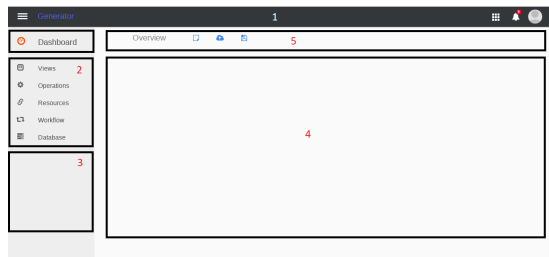 Generator 1
Dashboard
Overview 5
Views 2
Operations
Resources
Workflow
Database
3
4